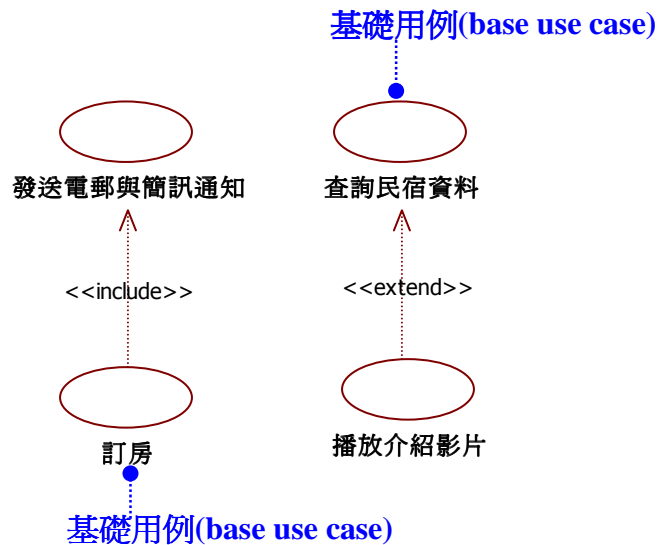 基礎用例(base use case)
發送電郵與簡訊通知
查詢民宿資料
<<include>>
<<extend>>
訂房
播放介紹影片
基礎用例(base use case)